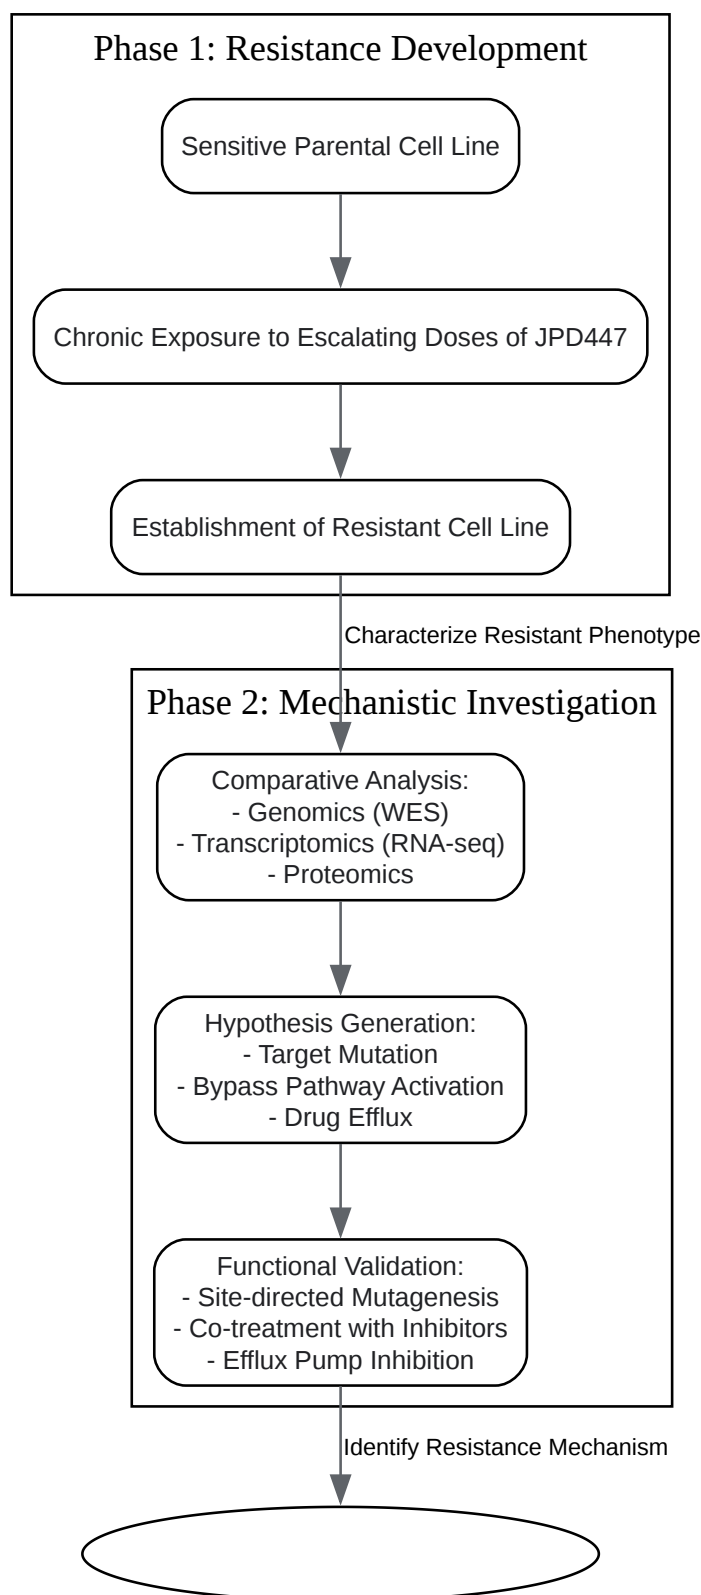 Phase 1: Resistance Development
Sensitive Parental Cell Line
Chronic Exposure to Escalating Doses of JPD447
Establishment of Resistant Cell Line
Characterize Resistant Phenotype
Phase 2: Mechanistic Investigation
Comparative Analysis:
- Genomics (WES)
- Transcriptomics (RNA-seq)
- Proteomics
Hypothesis Generation:
- Target Mutation
- Bypass Pathway Activation
- Drug Efflux
Functional Validation:
- Site-directed Mutagenesis
- Co-treatment with Inhibitors
- Efflux Pump Inhibition
Identify Resistance Mechanism